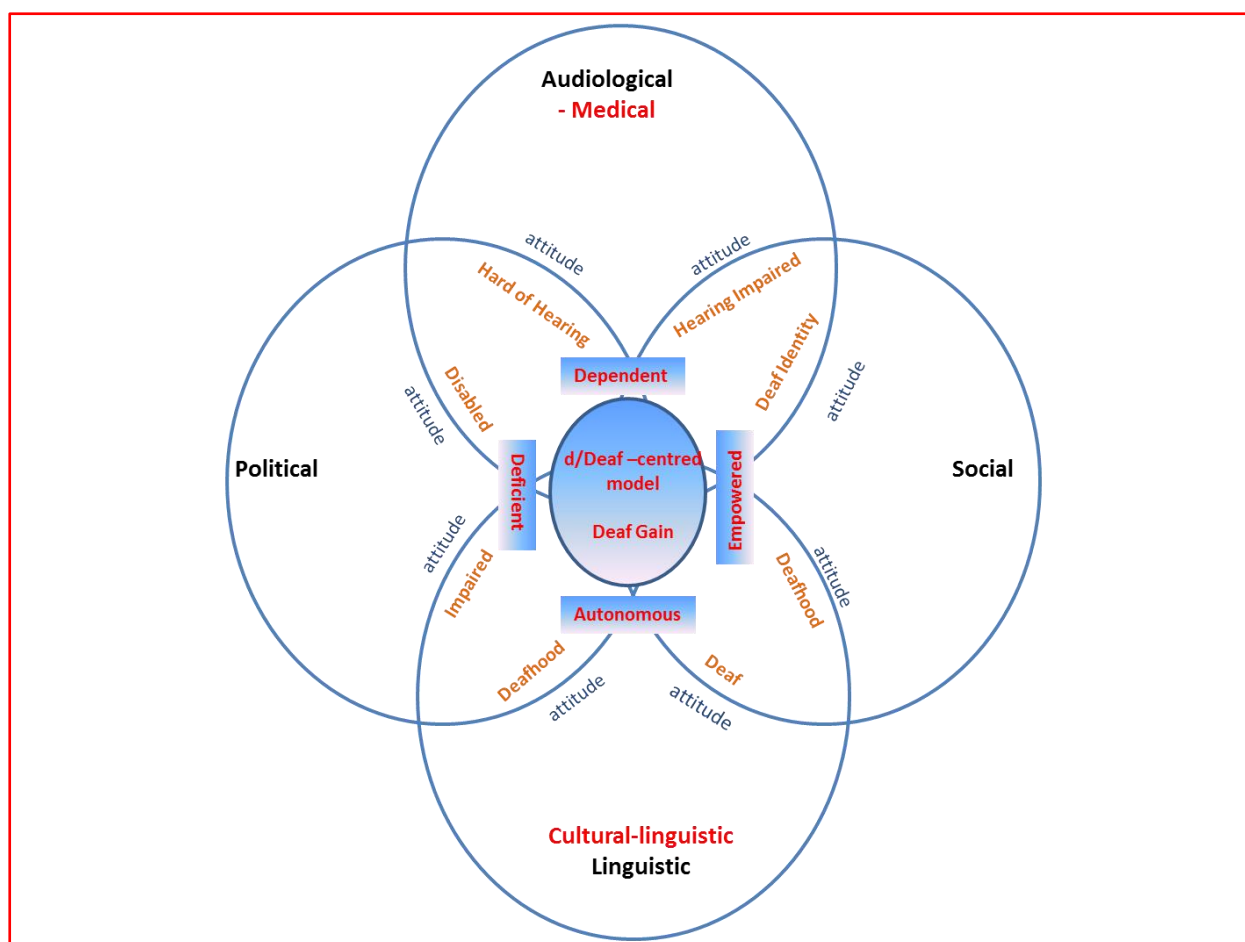 Audiological
- Medical
attitude
attitude
Hard of Hearing
Hearing Impaired
Deaf Identity
attitude
Disabled
attitude
Dependent
Political
Deficient
d/Deaf –centred
model
Deaf Gain
Empowered
Social
attitude
Impaired
attitude
Deafhood
Autonomous
Deafhood
attitude
Deaf
attitude
Cultural-linguistic
Linguistic